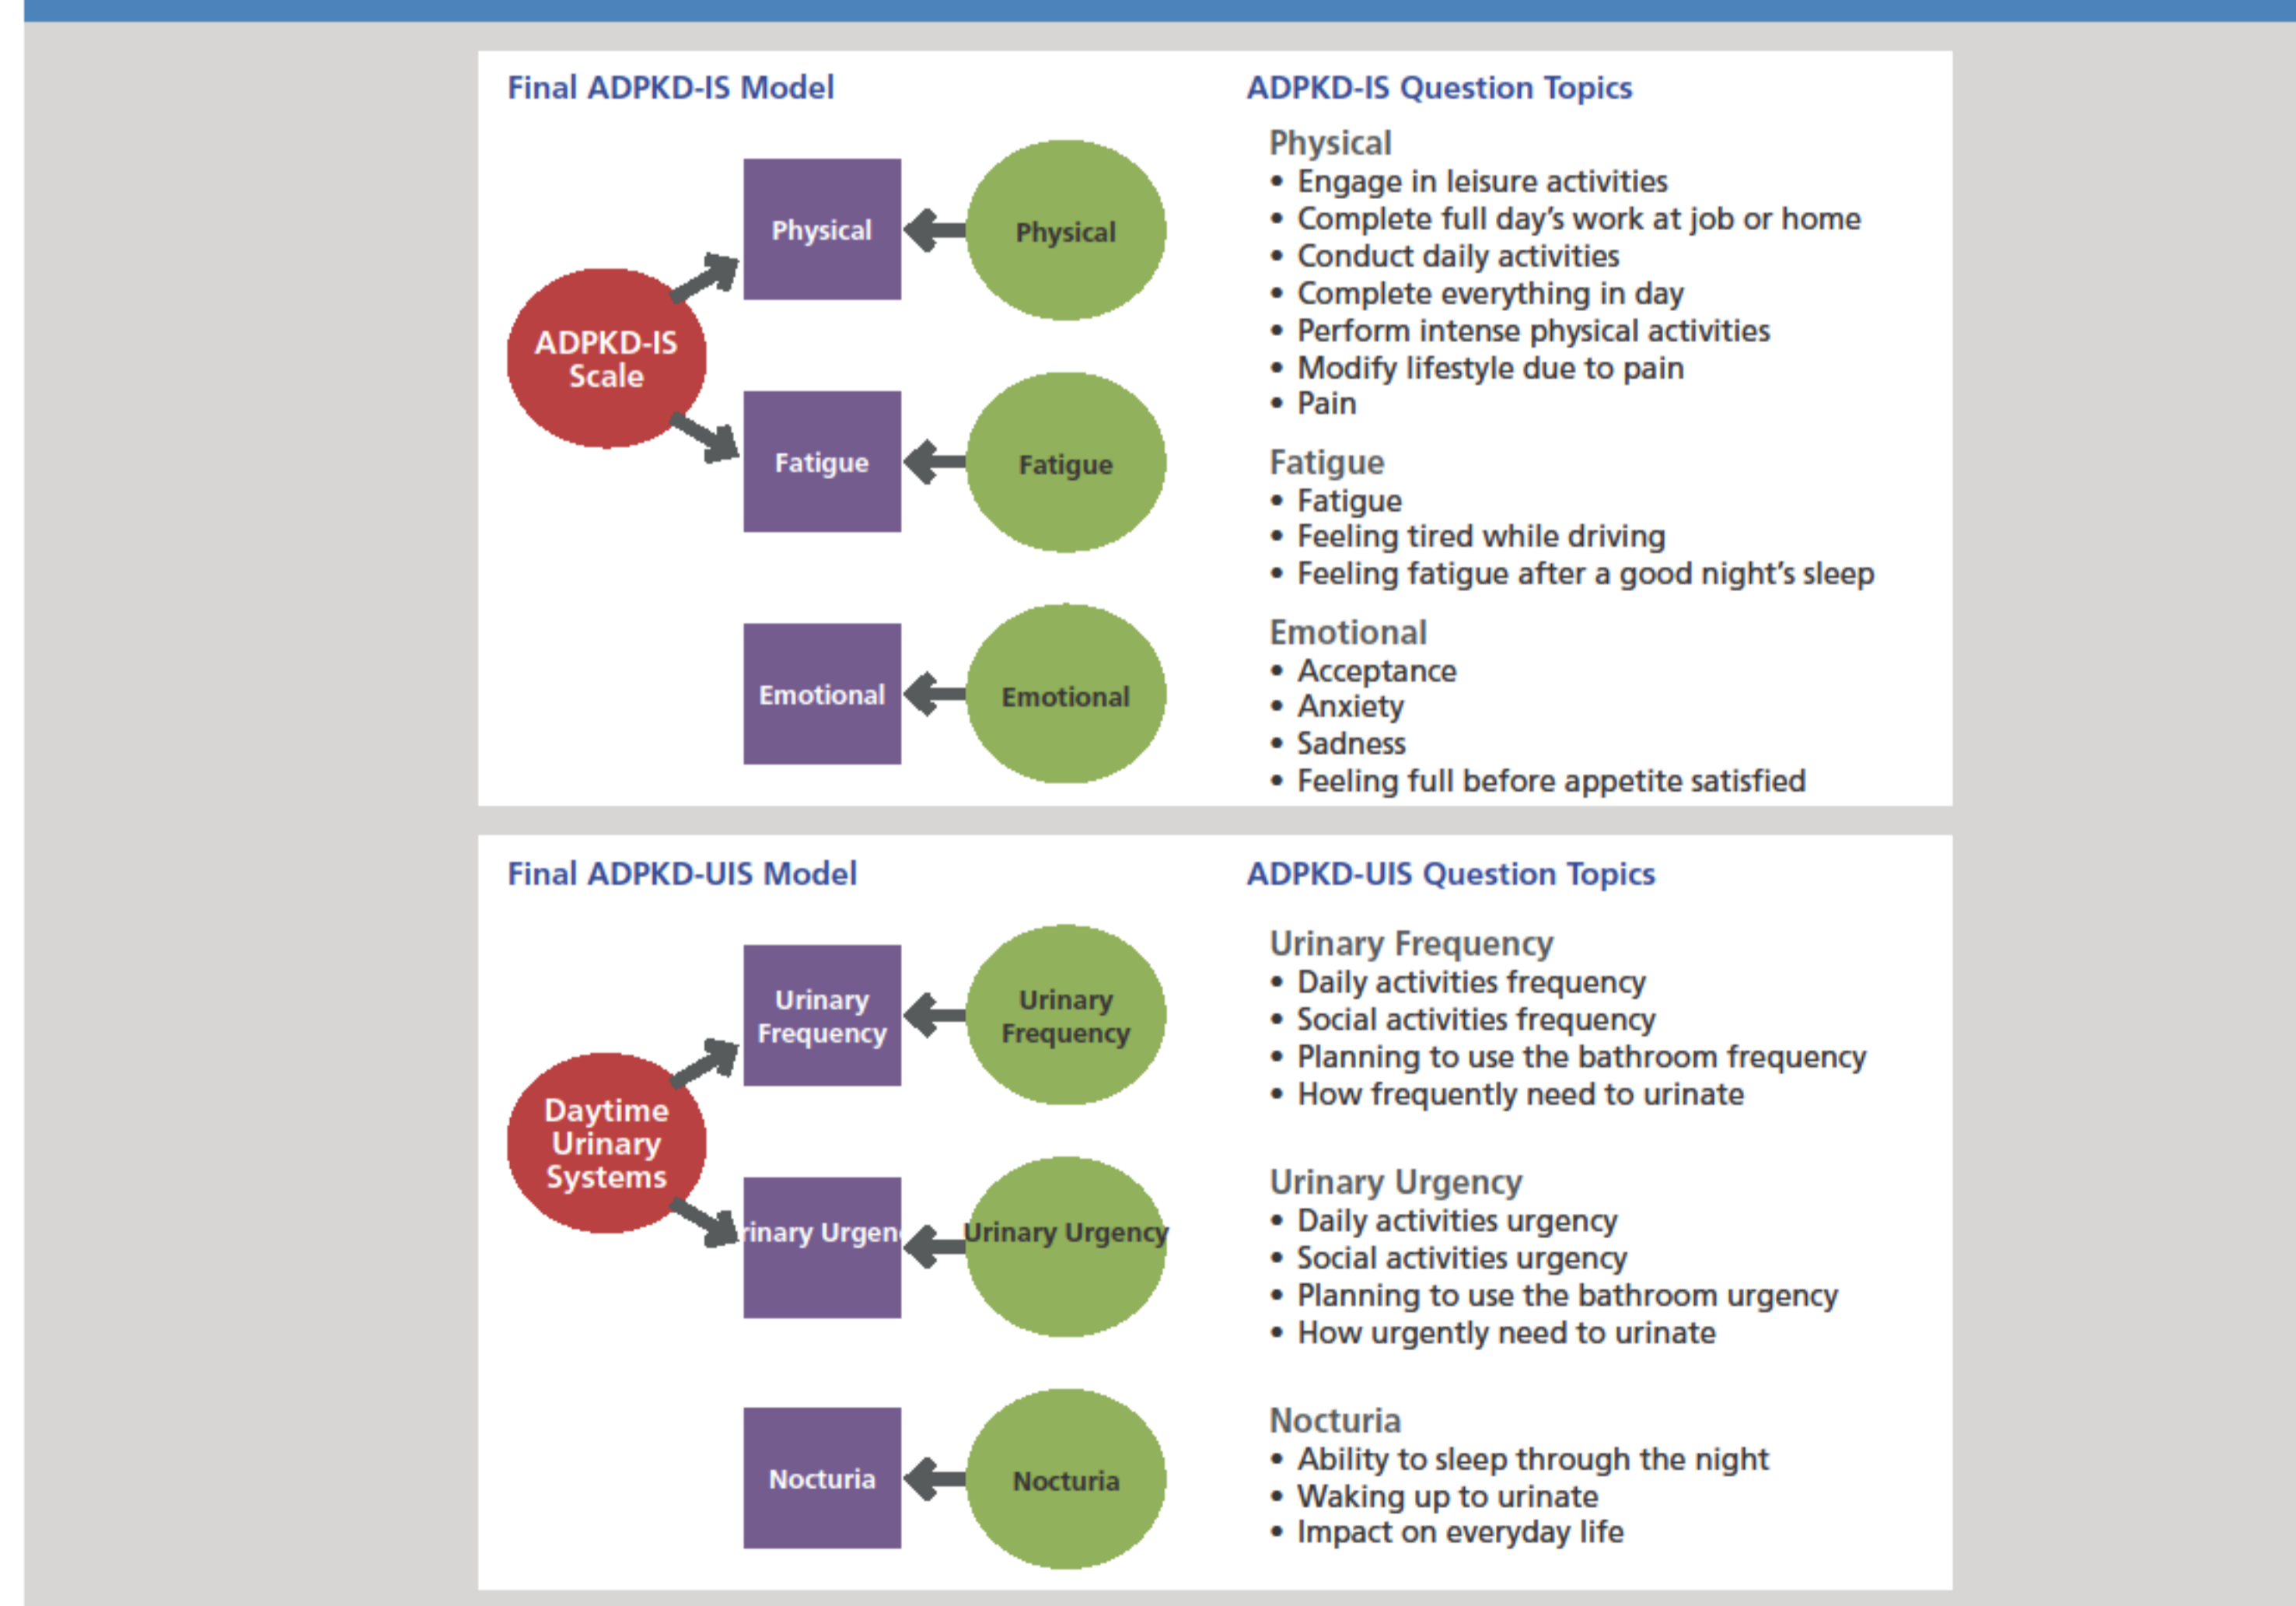 Final ADPKD-IS Model
ADPKD-IS
Scale
Physical
Physical
Fatigue
Fatigue
Emotional
Emotional
ADPKD-IS Question Topics
Physical
• Engage in leisure activities
• Complete full day's work at job or home
• Conduct daily activities
• Complete everything in day
• Perform intense physical activities
• Modify lifestyle due to pain
• Pain
Fatigue
• Fatigue
• Feeling tired while driving
• Feeling fatigue after a good night's sleep
Emotional
• Acceptance
• Anxiety
• Sadness
• Feeling full before appetite satisfied
Final ADPKD-UIS Model
Daytime
Urinary
Systems
Urinary
Frequency
Urinary
Frequency
rinary Urgen
Urinary Urgency
Nocturia
Nocturia
ADPKD-UIS Question Topics
Urinary Frequency
• Daily activities frequency
• Social activities frequency
• Planning to use the bathroom frequency
• How frequently need to urinate
Urinary Urgency
• Daily activities urgency
• Social activities urgency
• Planning to use the bathroom urgency
• How urgently need to urinate
Nocturia
• Ability to sleep through the night
• Waking up to urinate
• Impact on everyday life